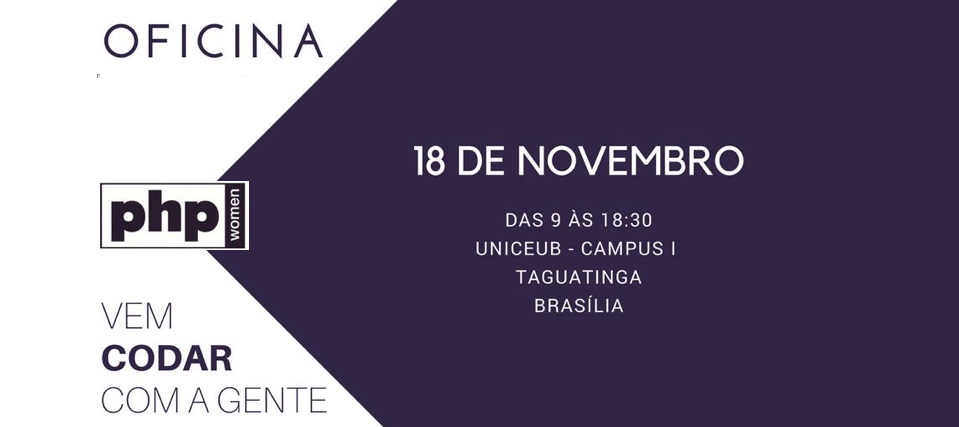 OFICINA
php
women
VEM
CODAR
COM A GENTE
18 DE NOVEMBRO
DAS 9 ÀS 18:30
UNICEUB - CAMPUS I
TAGUATINGA
BRASÍLIA